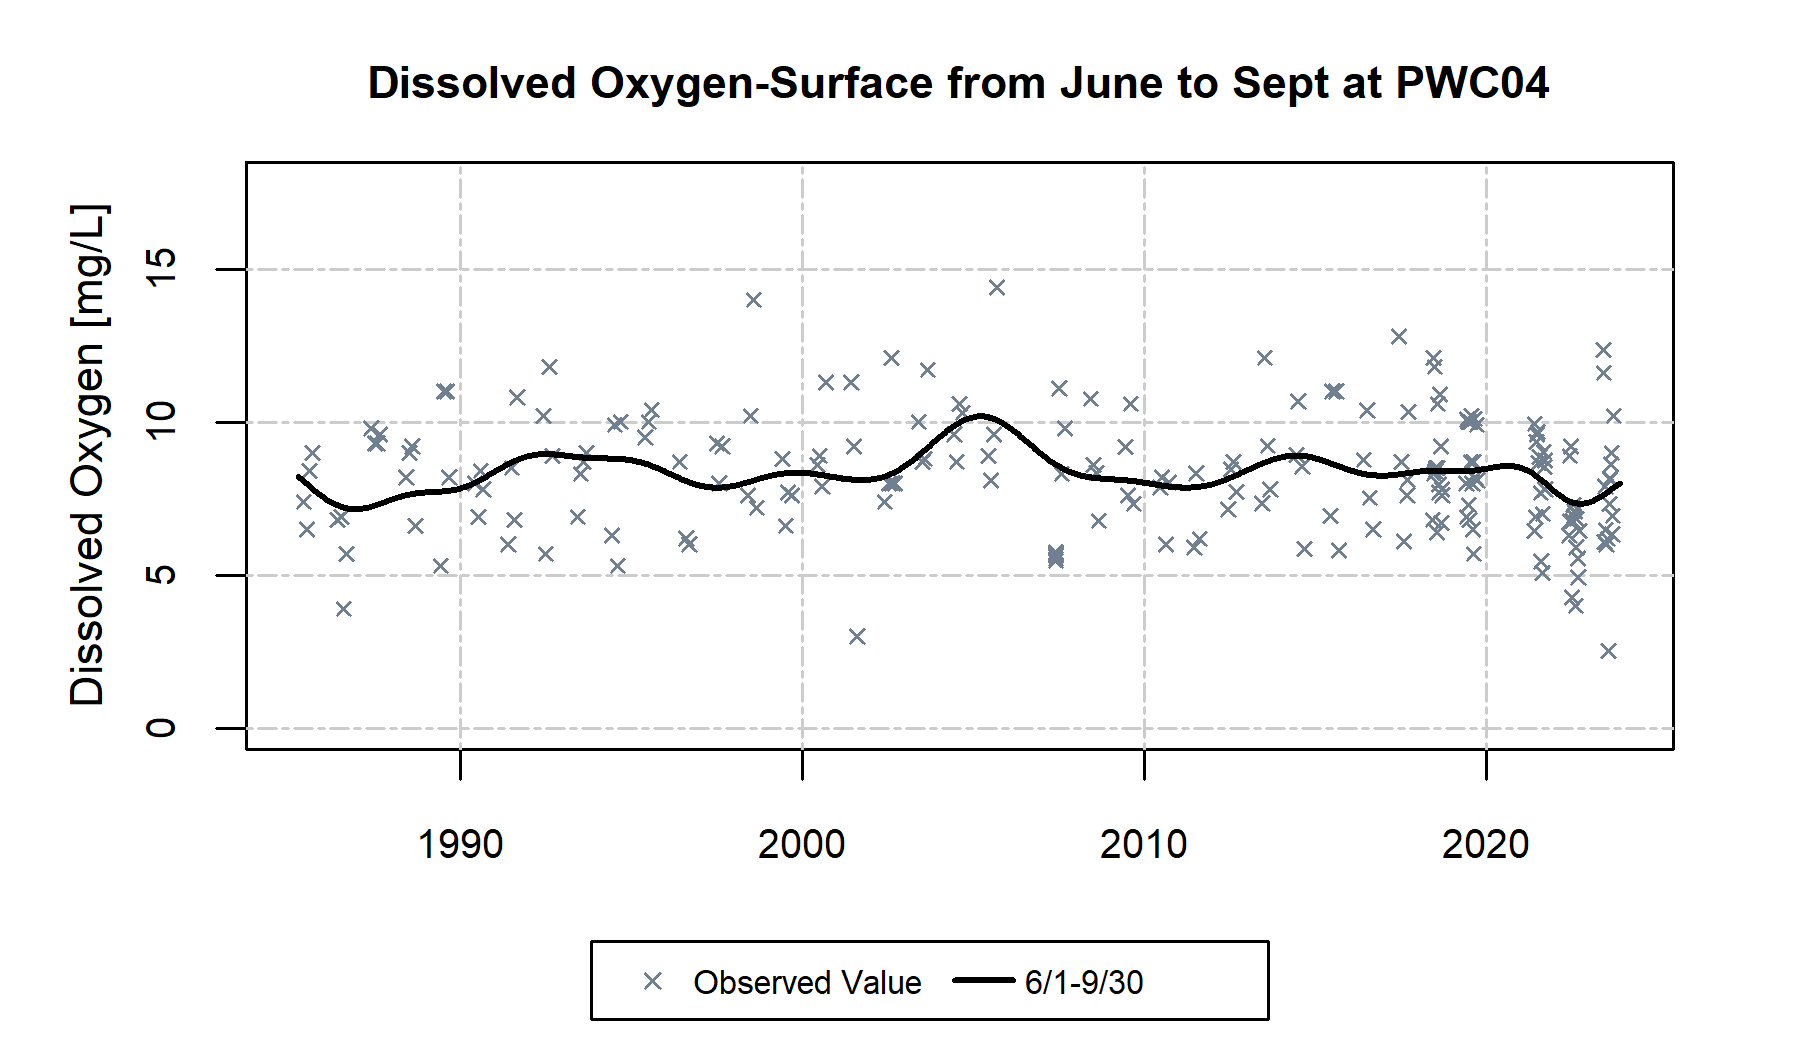 Dissolved Oxygen-Surface from June to Sept at PWC04
Dissolved Oxygen [mg/L]
15
10
5
0
1990 2000 2010 2020
Observed Value 6/1-9/30